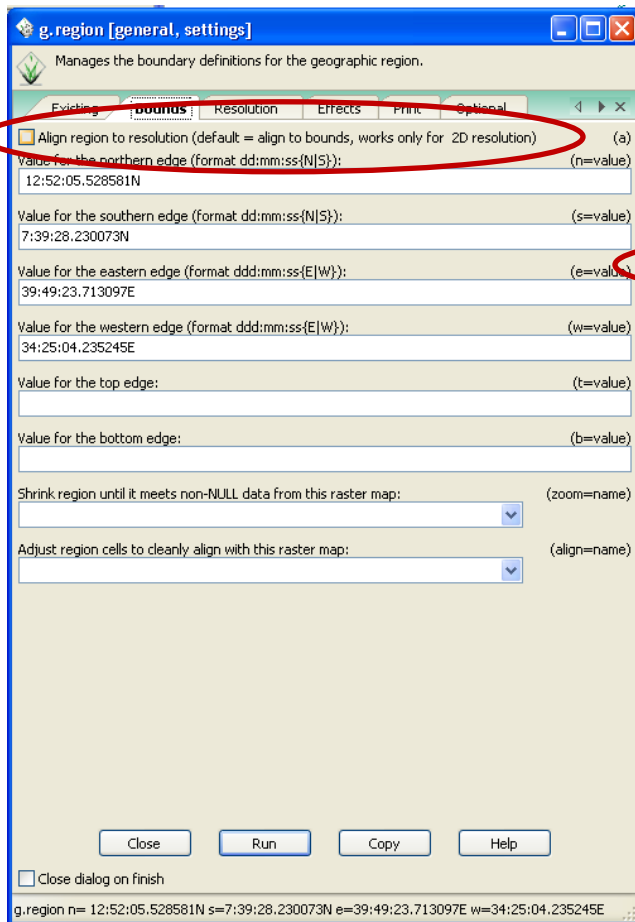 g.region [general, settings]
Manages the boundary definitions for the geographic region.
Existing Bounds Resolution Effects Print Optional
Align region to resolution (default = align to bounds, works only for 2D resolution) (a)
Value for the northern edge (format dd:mm:ss{N|S}): (n=value)
12:52:05.528581N
Value for the southern edge (format dd:mm:ss{N|S}): (s=value)
7:39:28.230073N
Value for the eastern edge (format ddd:mm:ss{E|W}): (e=value)
39:49:23.713097E
Value for the western edge (format ddd:mm:ss{E|W}): (w=value)
34:25:04.235245E
Value for the top edge: (t=value)
Value for the bottom edge: (b=value)
Shrink region until it meets non-NULL data from this raster map: (zoom=name)
Adjust region cells to cleanly align with this raster map: (align=name)
Close Run Copy Help
Close dialog on finish
g.region n= 12:52:05.528581N s=7:39:28.230073N e=39:49:23.713097E w=34:25:04.235245E